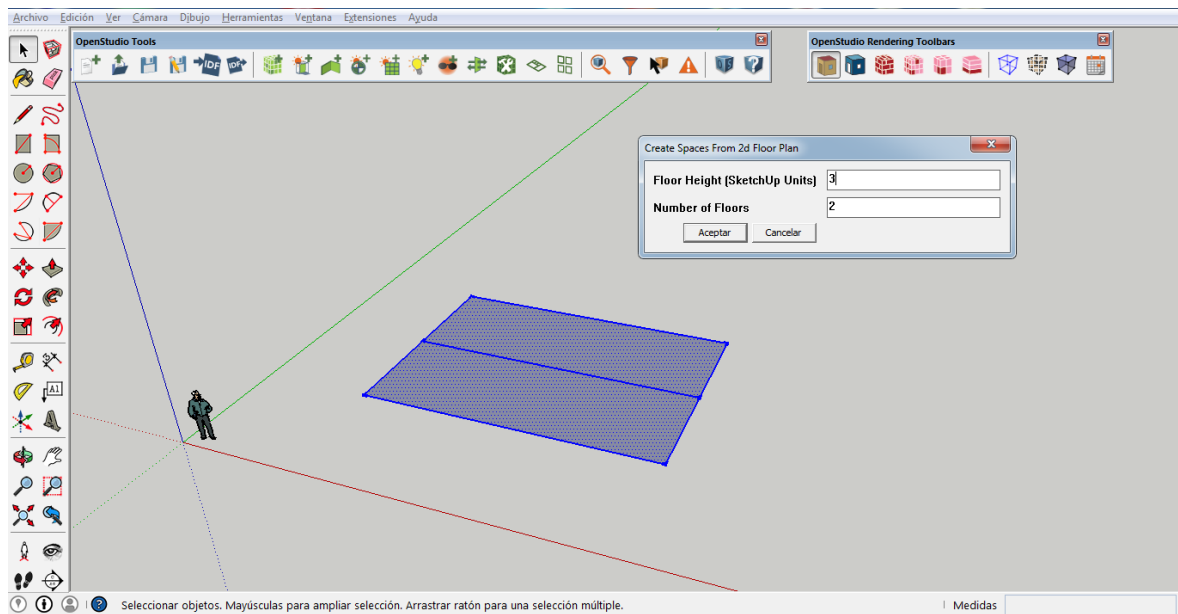 Archivo Edición Ver Cámara Dibujo Herramientas Ventana Extensiones Ayuda
OpenStudio Tools
OpenStudio Rendering Toolbars
IDF IDF
Create Spaces From 2d Floor Plan
Floor Height (SketchUp Units) 3
Number of Floors 2
Aceptar Cancelar
A1
Seleccionar objetos. Mayúsculas para ampliar selección. Arrastrar ratón para una selección múltiple.
Medidas